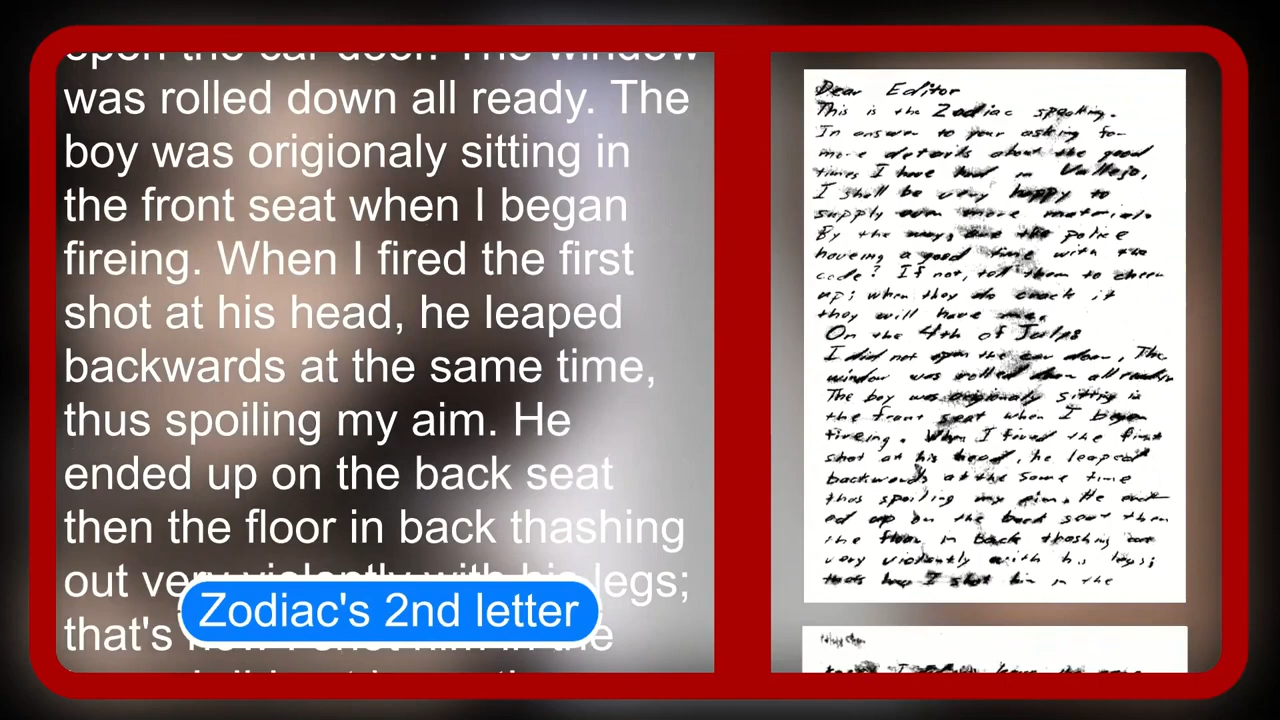 open the car door. The window
was rolled down all ready. The
boy was origionaly sitting in
the front seat when I began
fireing. When I fired the first
shot at his head, he leaped
backwards at the same time,
thus spoiling my aim. He
ended up on the back seat
then the floor in back thashing
out very violently with his legs;
that's how I shot him in the
Zodiac's 2nd letter
Dear Editor
This is the Zodiac speaking.
In answer to your asking for
more details about the good
times I have had in Vallejo,
I shall be very happy to
supply even more material.
By the way, are the police
haveing a good time with the
code? If not, tell them to cheer
up; when they do crack it
they will have me.
On the 4th of July:
I did not open the car door, The
window was rolled down all ready
The boy was origionaly sitting in
the front seat when I began
fireing. When I fired the first
shot at his head, he leaped
backwards at the same time
thus spoiling my aim. He end-
ed up on the back seat then
the floor in back thashing out
very violently with his legs;
thats how I shot him in the